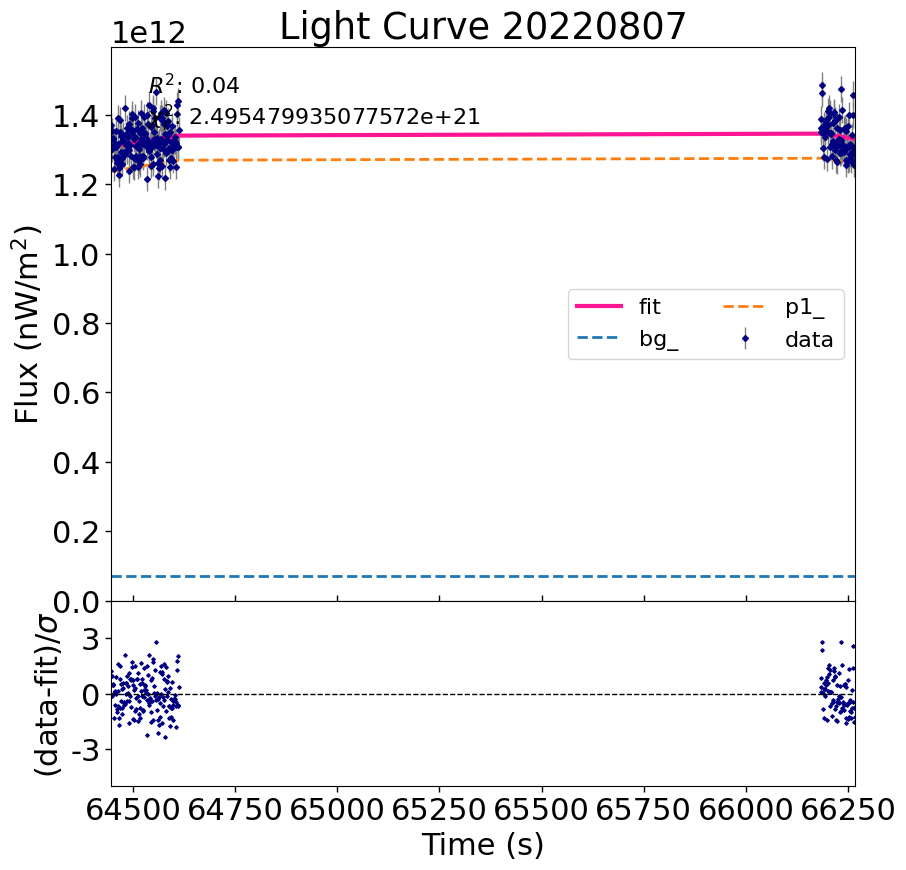 Light Curve 20220807
1e12
R²: 0.04
2: 2.495479935077572e+21
1.4
1.2
1.0
0.8
0.6
0.4
0.2
0.0
Flux (nW/m²)
fit
bg_
p1_
data
3
0
-3
(data-fit)/σ
64500 64750 65000 65250 65500 65750 66000 66250
Time (s)